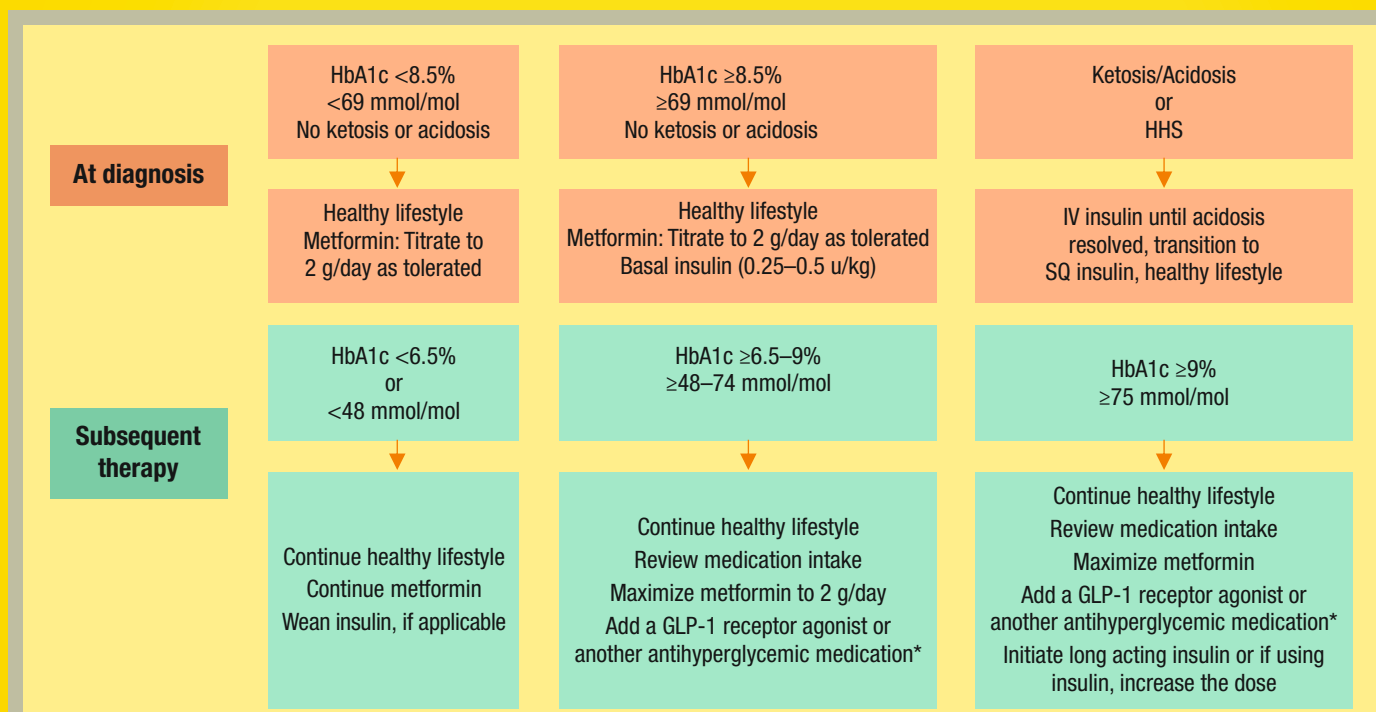 At diagnosis
HbA1c <8.5%
<69 mmol/mol
No ketosis or acidosis
Healthy lifestyle
Metformin: Titrate to
2 g/day as tolerated
HbA1c ≥8.5%
≥69 mmol/mol
No ketosis or acidosis
Healthy lifestyle
Metformin: Titrate to 2 g/day as tolerated
Basal insulin (0.25–0.5 u/kg)
Ketosis/Acidosis
or
HHS
IV insulin until acidosis
resolved, transition to
SQ insulin, healthy lifestyle
Subsequent
therapy
HbA1c <6.5%
or
<48 mmol/mol
Continue healthy lifestyle
Continue metformin
Wean insulin, if applicable
HbA1c ≥6.5–9%
≥48–74 mmol/mol
Continue healthy lifestyle
Review medication intake
Maximize metformin to 2 g/day
Add a GLP-1 receptor agonist or
another antihyperglycemic medication*
HbA1c ≥9%
≥75 mmol/mol
Continue healthy lifestyle
Review medication intake
Maximize metformin
Add a GLP-1 receptor agonist or
another antihyperglycemic medication*
Initiate long acting insulin or if using
insulin, increase the dose